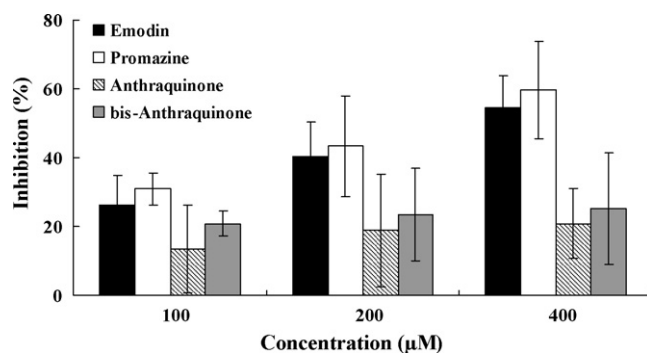 80
60
40
20
0
Inhibition (%)
Emodin
Promazine
Anthraquinone
bis-Anthraquinone
100 200 400
Concentration (μM)